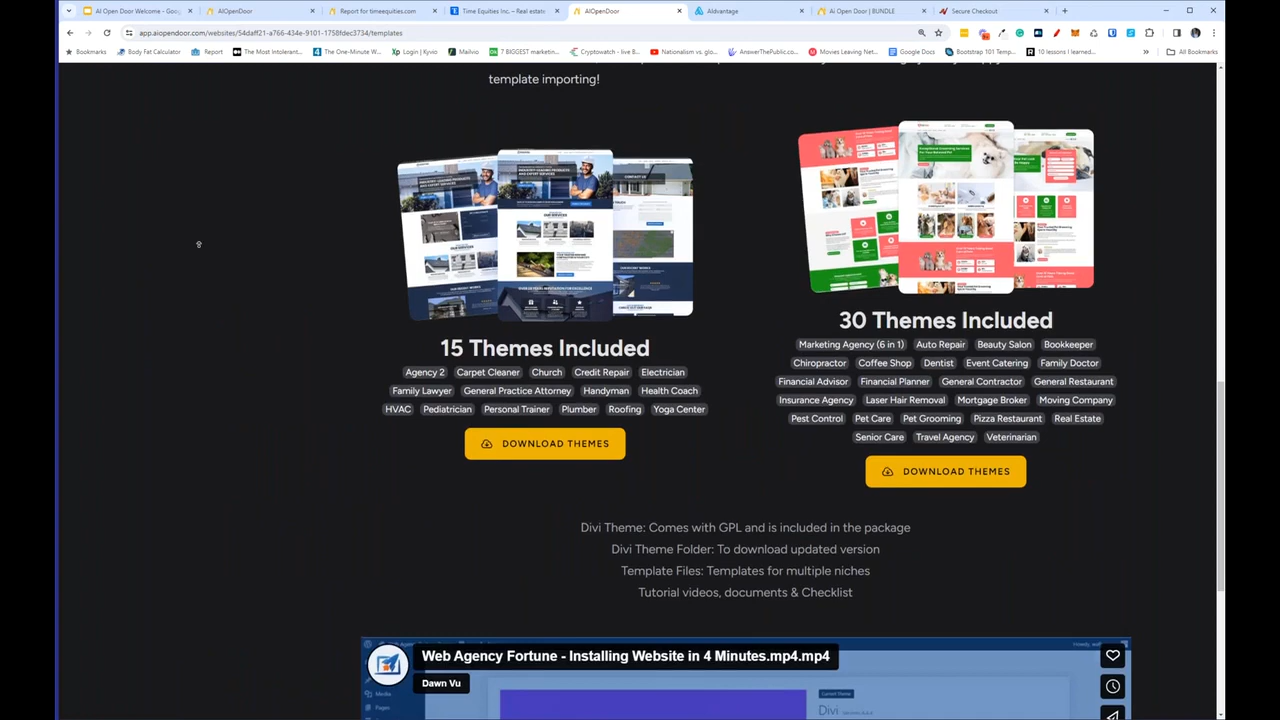 AI Open Door Welcome - Goo
AIOpenDoor
Report for timeequities.com
Time Equities Inc. – Real estate
AIOpenDoor
AIdvantage
Ai Open Door | BUNDLE
Secure Checkout
app.aiopendoor.com/websites/54daff21-a766-434e-9101-1758fdec3734/templates
Bookmarks
Body Fat Calculator
Report
The Most Intolerant...
The One-Minute W...
Login | Kyvio
Mailvio
7 BIGGEST marketin...
Cryptowatch - live B...
Nationalism vs. glo...
AnswerThePublic.co...
Movies Leaving Net...
Google Docs
Bootstrap 101 Temp...
10 lessons I learned...
All Bookmarks
template importing!
15 Themes Included
Agency 2 Carpet Cleaner Church Credit Repair Electrician
Family Lawyer General Practice Attorney Handyman Health Coach
HVAC Pediatrician Personal Trainer Plumber Roofing Yoga Center
DOWNLOAD THEMES
30 Themes Included
Marketing Agency (6 in 1) Auto Repair Beauty Salon Bookkeeper
Chiropractor Coffee Shop Dentist Event Catering Family Doctor
Financial Advisor Financial Planner General Contractor General Restaurant
Insurance Agency Laser Hair Removal Mortgage Broker Moving Company
Pest Control Pet Care Pet Grooming Pizza Restaurant Real Estate
Senior Care Travel Agency Veterinarian
DOWNLOAD THEMES
Divi Theme: Comes with GPL and is included in the package
Divi Theme Folder: To download updated version
Template Files: Templates for multiple niches
Tutorial videos, documents & Checklist
Web Agency Fortune - Installing Website in 4 Minutes.mp4.mp4
Dawn Vu
Media
Pages
Current Theme
Divi